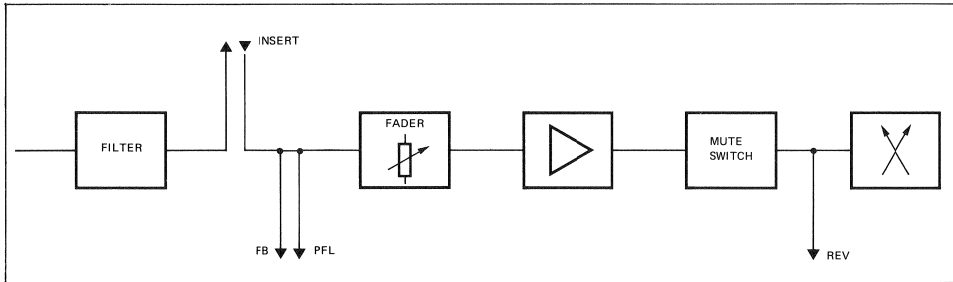 INSERT
FILTER
FADER
MUTE
SWITCH
FB
PFL
REV